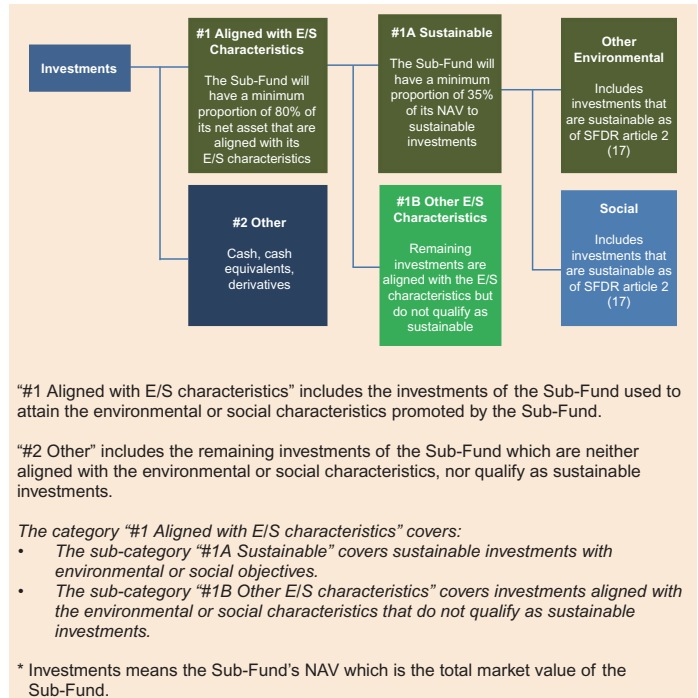 Investments
#1 Aligned with E/S
Characteristics
The Sub-Fund will
have a minimum
proportion of 80% of
its net asset that are
aligned with its
E/S characteristics
#1A Sustainable
The Sub-Fund will
have a minimum
proportion of 35%
of its NAV to
sustainable
investments
Other
Environmental
Includes
investments that
are sustainable as
of SFDR article 2
(17)
#2 Other
Cash, cash
equivalents,
derivatives
#1B Other E/S
Characteristics
Remaining
investments are
aligned with the E/S
characteristics but
do not qualify as
sustainable
Social
Includes
investments that
are sustainable as
of SFDR article 2
(17)
“#1 Aligned with E/S characteristics” includes the investments of the Sub-Fund used to
attain the environmental or social characteristics promoted by the Sub-Fund.
“#2 Other” includes the remaining investments of the Sub-Fund which are neither
aligned with the environmental or social characteristics, nor qualify as sustainable
investments.
The category “#1 Aligned with E/S characteristics” covers:
• The sub-category “#1A Sustainable” covers sustainable investments with
environmental or social objectives.
• The sub-category “#1B Other E/S characteristics” covers investments aligned with
the environmental or social characteristics that do not qualify as sustainable
investments.
* Investments means the Sub-Fund’s NAV which is the total market value of the
Sub-Fund.